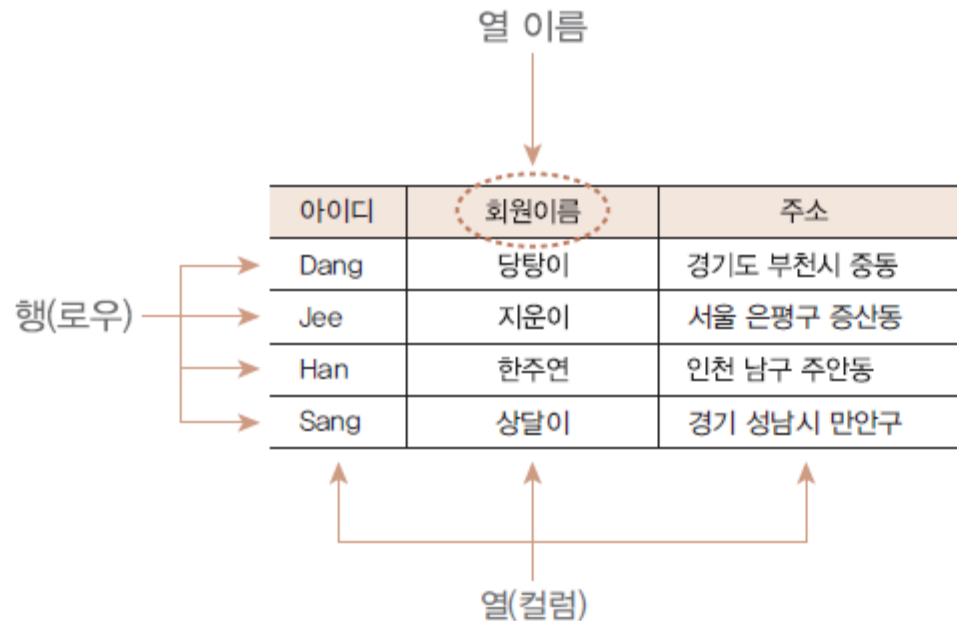 열 이름
아이디 회원이름 주소
Dang 당탕이 경기도 부천시 중동
행(로우)
Jee 지운이 서울 은평구 증산동
Han 한주연 인천 남구 주안동
Sang 상달이 경기 성남시 만안구
열(컬럼)